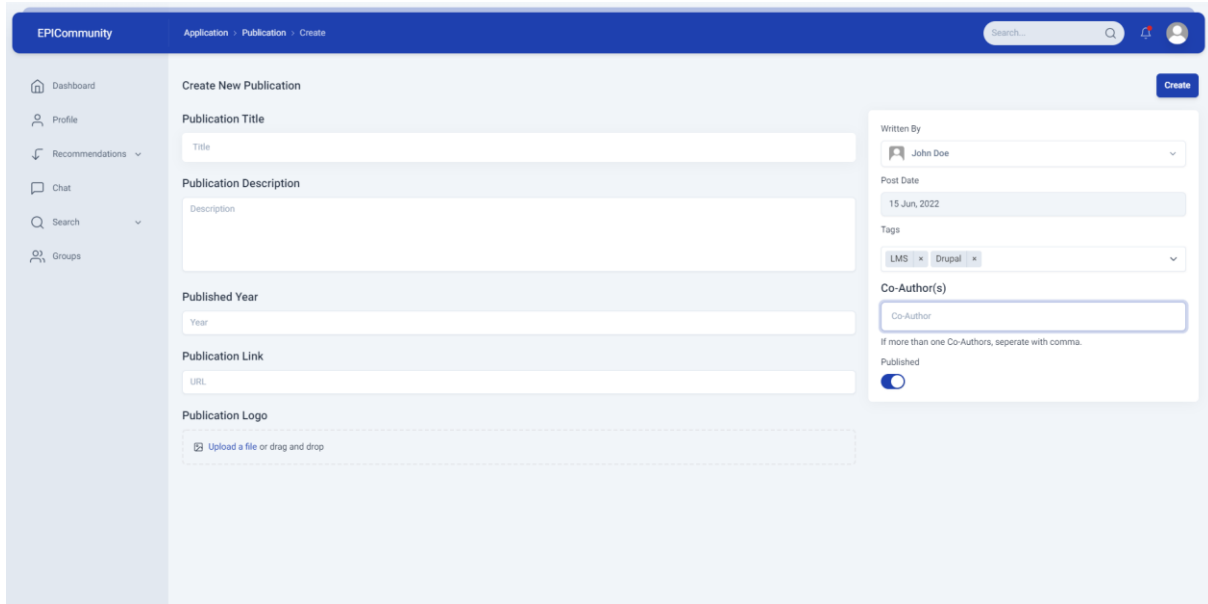 EPICommunity
Application > Publication > Create
Search...
Dashboard
Profile
Recommendations
Chat
Search
Groups
Create New Publication
Create
Publication Title
Title
Publication Description
Description
Published Year
Year
Publication Link
URL
Publication Logo
Upload a file or drag and drop
Written By
John Doe
Post Date
15 Jun, 2022
Tags
LMS × Drupal ×
Co-Author(s)
Co-Author
If more than one Co-Authors, seperate with comma.
Published